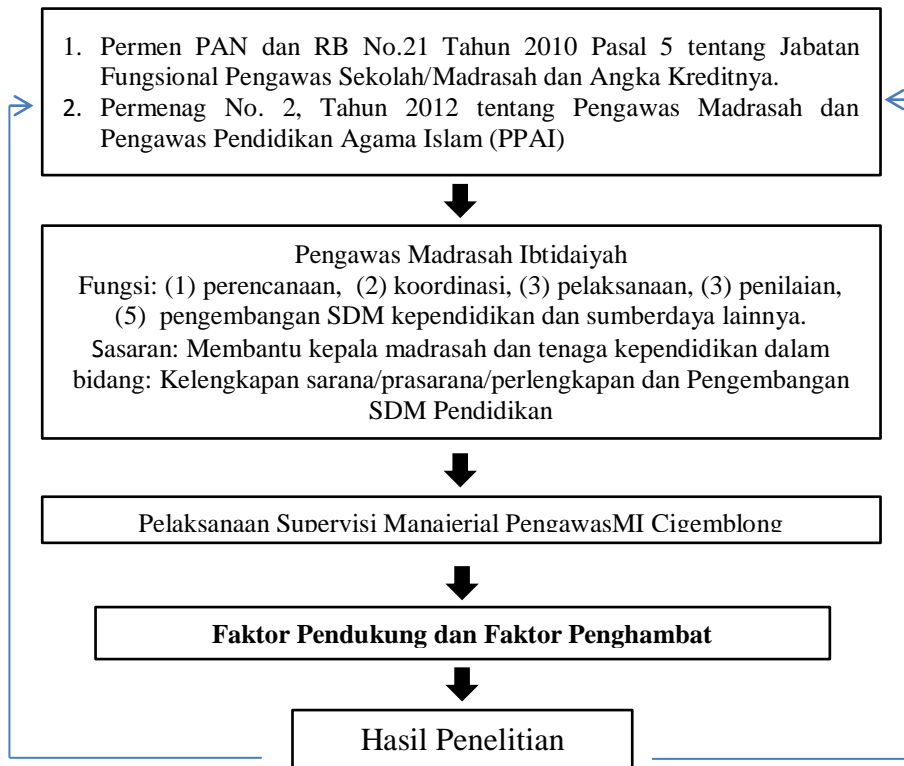 1. Permen PAN dan RB No.21 Tahun 2010 Pasal 5 tentang Jabatan
Fungsional Pengawas Sekolah/Madrasah dan Angka Kreditnya.
2. Permenag No. 2, Tahun 2012 tentang Pengawas Madrasah dan
Pengawas Pendidikan Agama Islam (PPAI)
Pengawas Madrasah Ibtidaiyah
Fungsi: (1) perencanaan, (2) koordinasi, (3) pelaksanaan, (3) penilaian,
(5) pengembangan SDM kependidikan dan sumberdaya lainnya.
Sasaran: Membantu kepala madrasah dan tenaga kependidikan dalam
bidang: Kelengkapan sarana/prasarana/perlengkapan dan Pengembangan
SDM Pendidikan
Pelaksanaan Supervisi Manajerial PengawasMI Cigemblong
Faktor Pendukung dan Faktor Penghambat
Hasil Penelitian